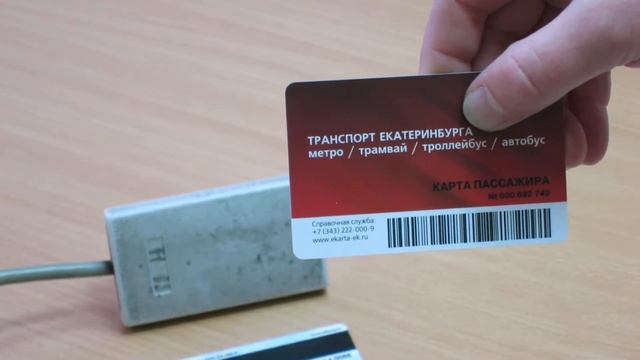 ТРАНСПОРТ ЕКАТЕРИНБУРГА
метро / трамвай / троллейбус / автобус
КАРТА ПАССАЖИРА
№ 000 692 749
Справочная служба:
+7 (343) 222-000-9
www.ekarta-ek.ru